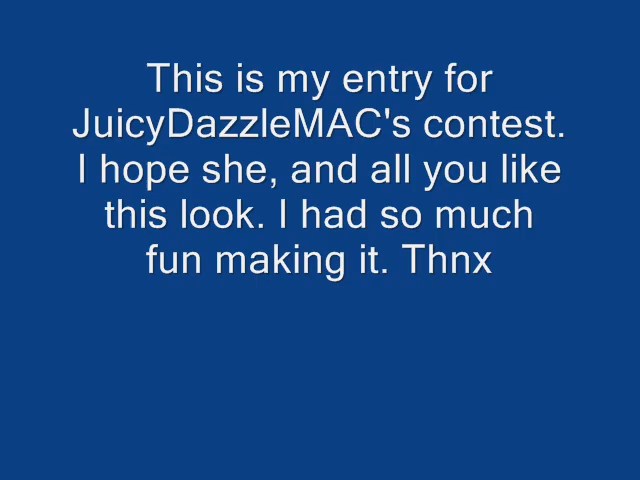 This is my entry for
JuicyDazzleMAC's contest.
I hope she, and all you like
this look. I had so much
fun making it. Thnx